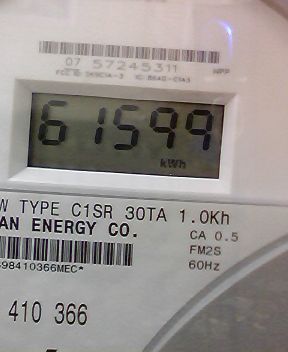 07 57245311
61599
kWh
W TYPE C1SR 30TA 1.0Kh
AN ENERGY CO.
CA 0.5
FM2S
60Hz
98410366MEC*
410 366